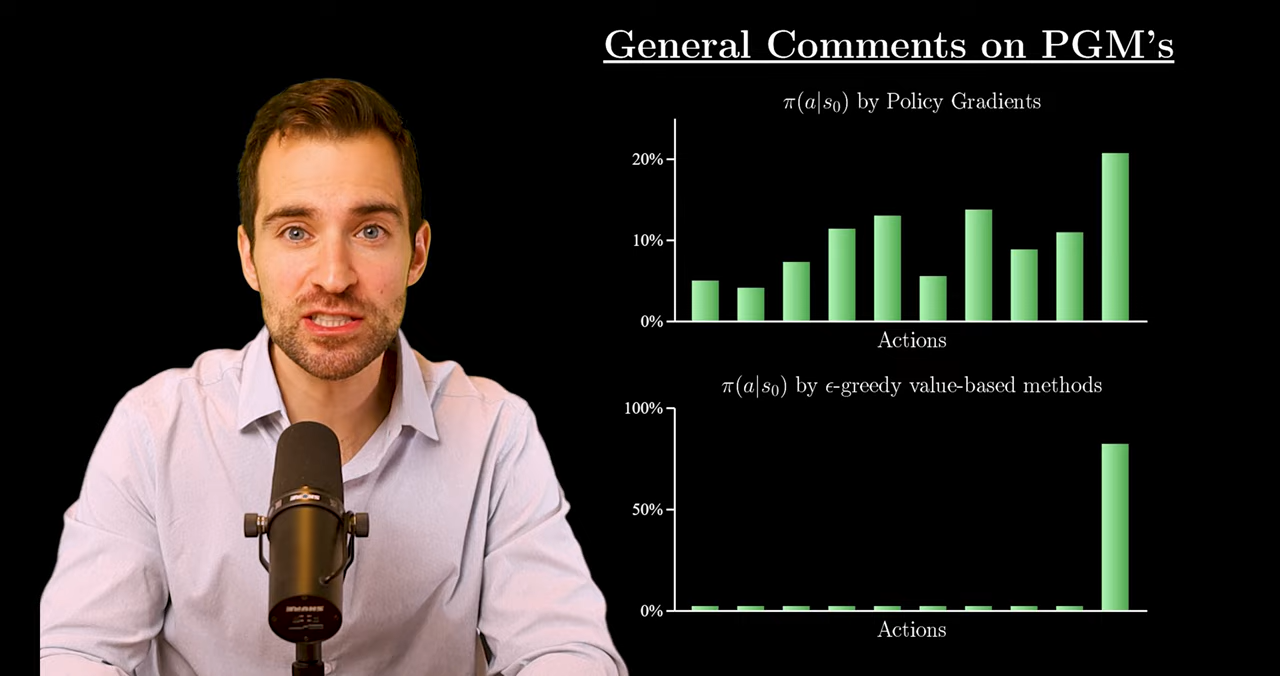 General Comments on PGM's
π(a|s₀) by Policy Gradients
20%
10%
0%
Actions
π(a|s₀) by ϵ-greedy value-based methods
100%
50%
0%
Actions